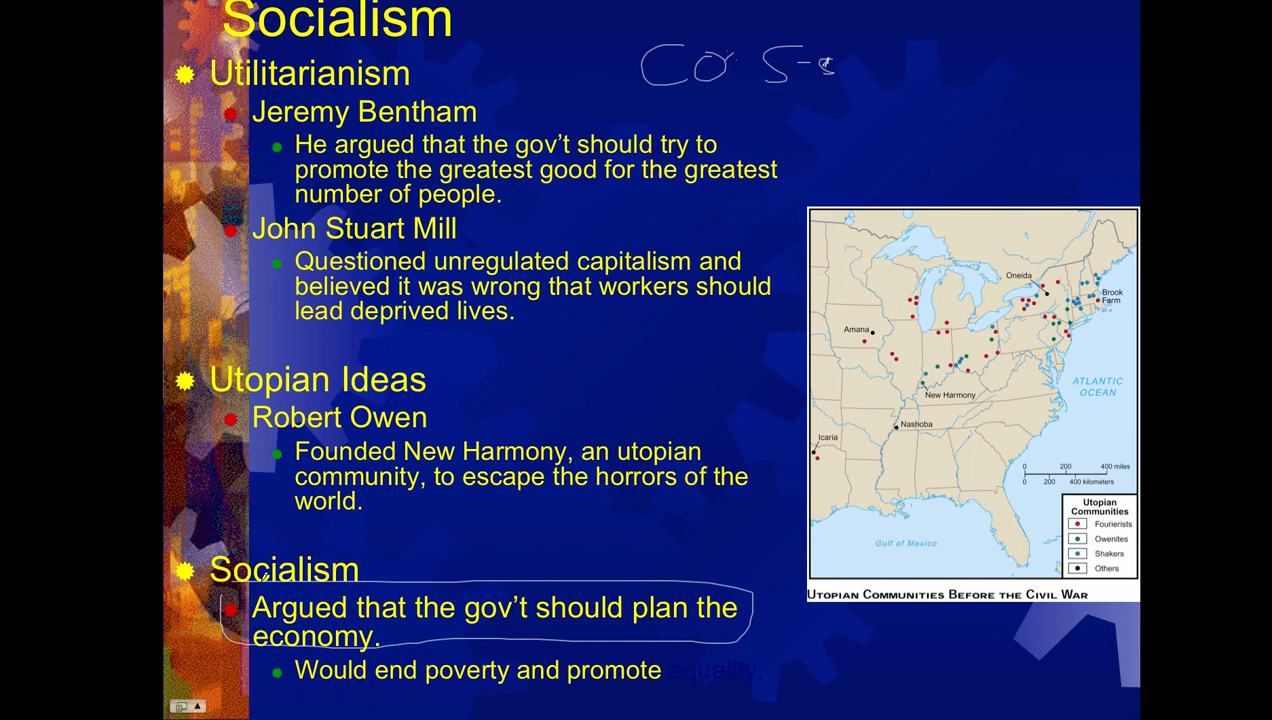 Socialism
Utilitarianism
Jeremy Bentham
He argued that the gov't should try to
promote the greatest good for the greatest
number of people.
John Stuart Mill
Questioned unregulated capitalism and
believed it was wrong that workers should
lead deprived lives.
Utopian Ideas
Robert Owen
Founded New Harmony, an utopian
community, to escape the horrors of the
world.
Socialism
Argued that the gov't should plan the
economy.
Would end poverty and promote equality.
Oneida
Brook
Farm
Amana
ATLANTIC
OCEAN
New Harmony
Nashoba
Icaria
0 200 400 miles
0 200 400 kilometers
Gulf of Mexico
Utopian
Communities
Fourierists
Owenites
Shakers
Others
UTOPIAN COMMUNITIES BEFORE THE CIVIL WAR